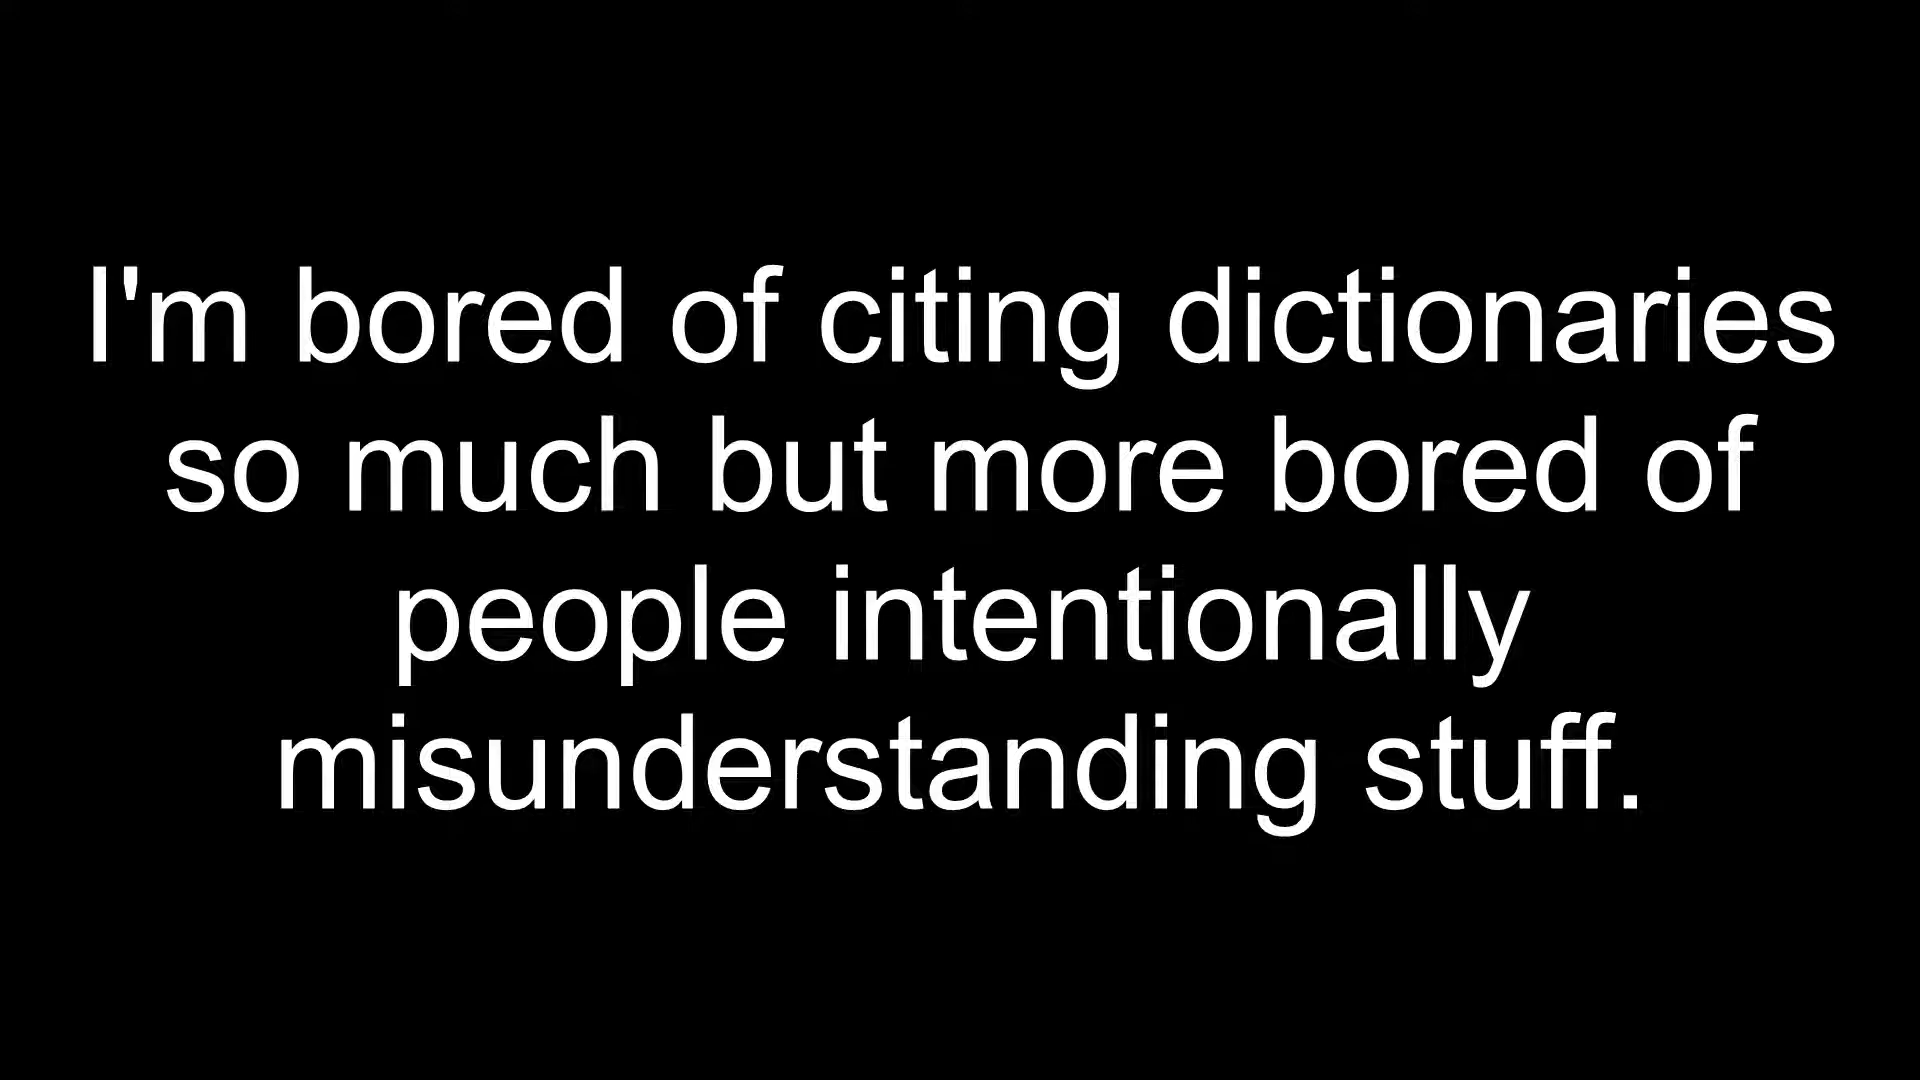 I'm bored of citing dictionaries
so much but more bored of
people intentionally
misunderstanding stuff.